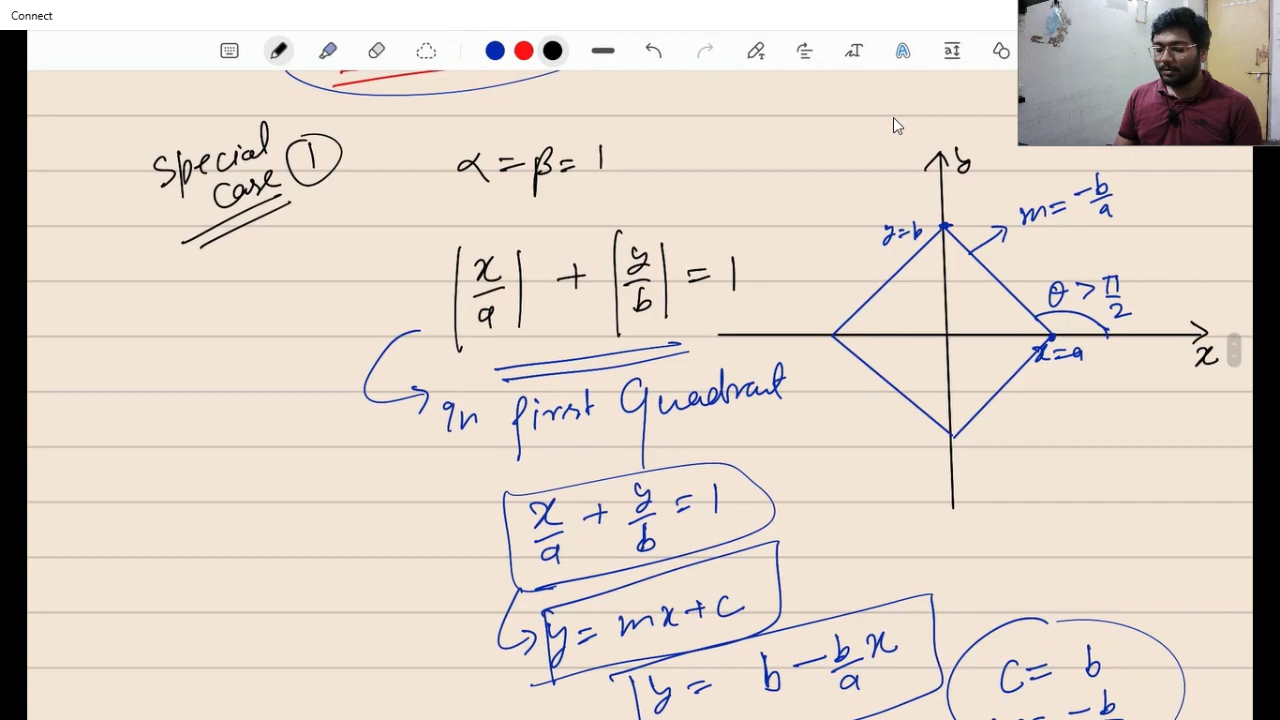 Connect
Special
Case ①
α = β = 1
|x/a| + |y/b| = 1
In first Quadrant
x/a + y/b = 1
y = mx + c
y = b - b/a x
C = b
-b
y
y=b
m = -b/a
θ > π/2
x=a
x